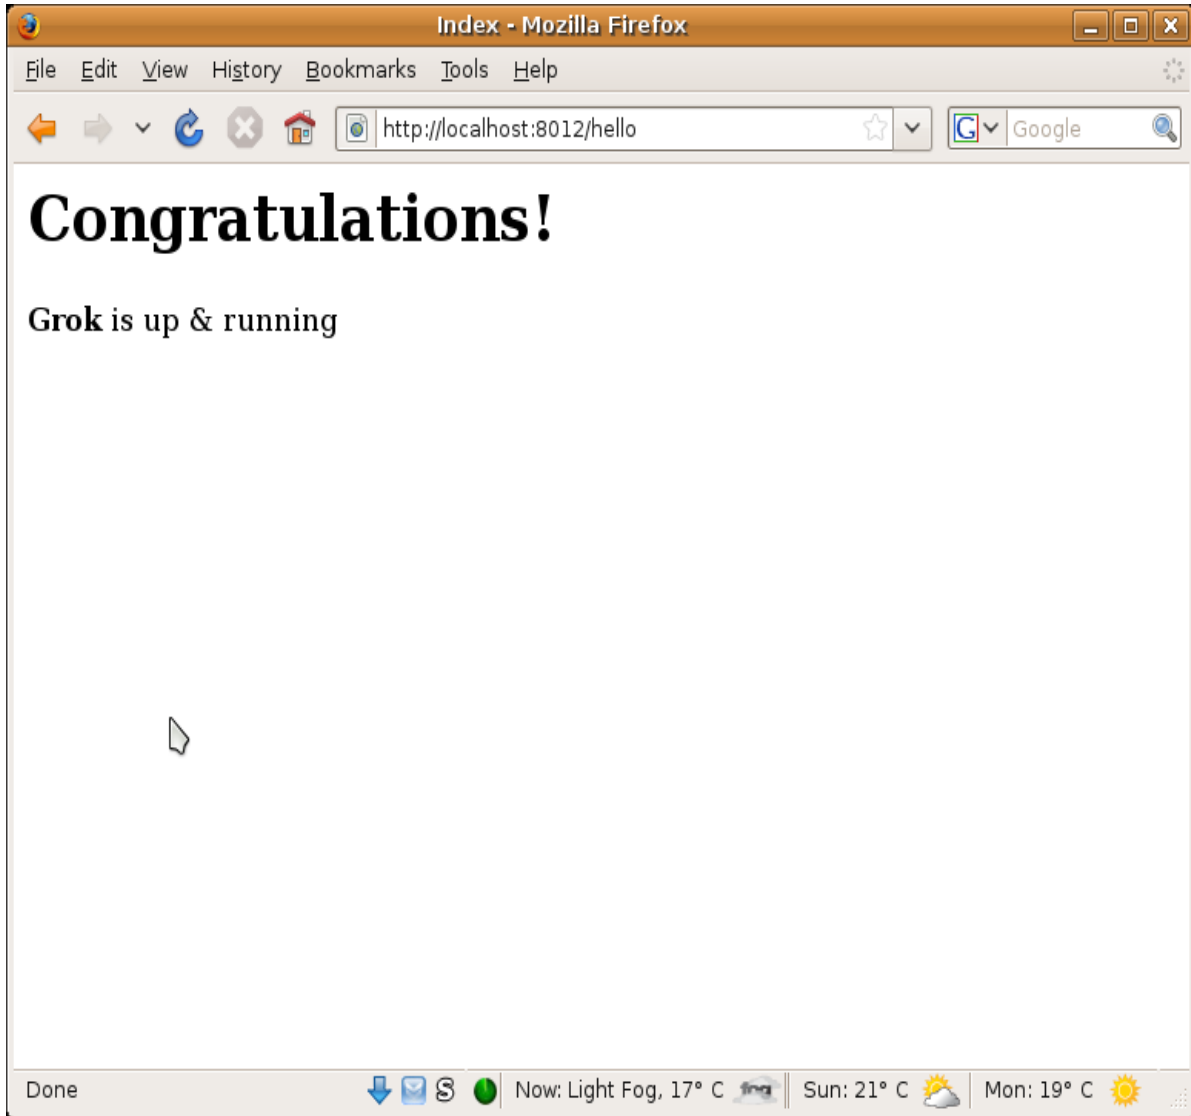 Index - Mozilla Firefox
File Edit View History Bookmarks Tools Help
http://localhost:8012/hello G Google
Congratulations!
Grok is up & running
Done S Now: Light Fog, 17° C fog Sun: 21° C Mon: 19° C